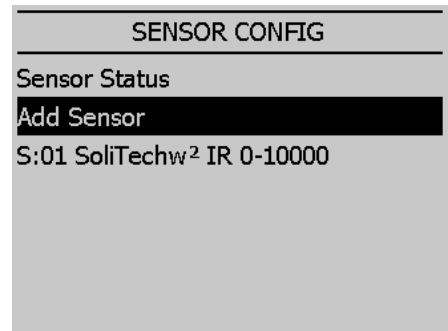 SENSOR CONFIG
Sensor Status
Add Sensor
S:01 SoliTechw² IR 0-10000